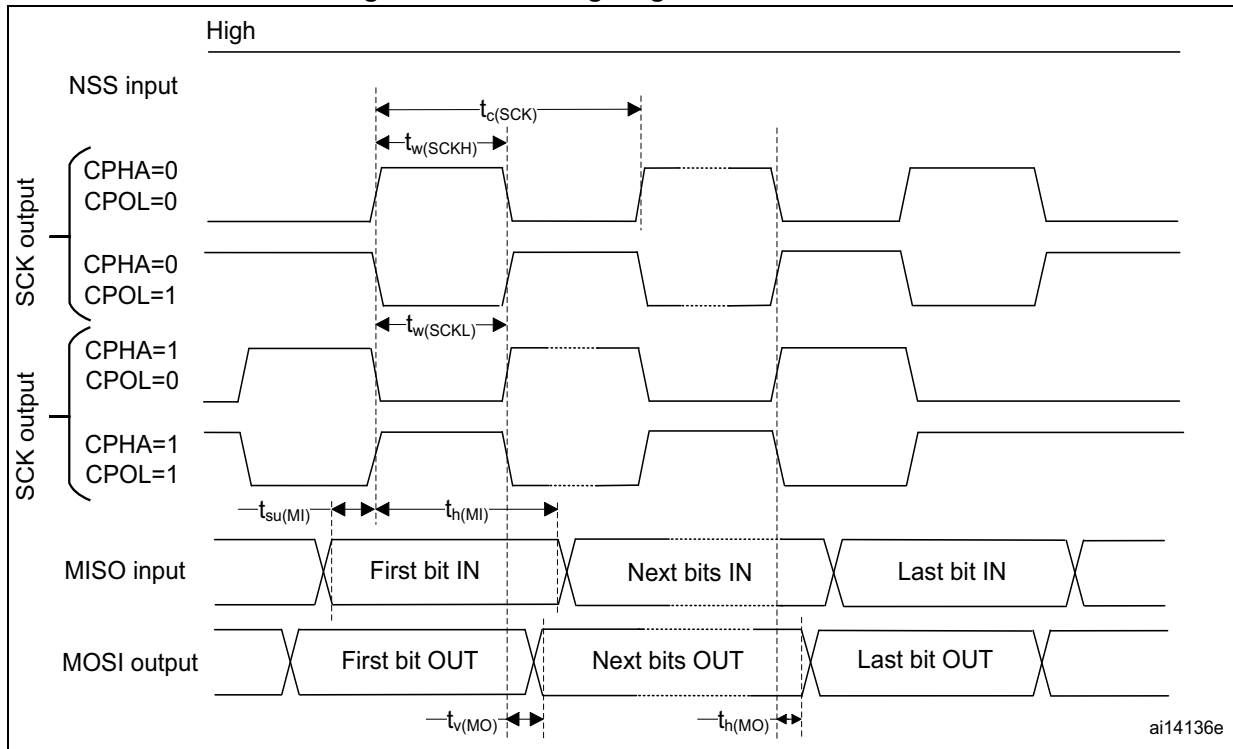 High
NSS input
tc(SCK)
tw(SCKH)
SCK output
CPHA=0
CPOL=0
CPHA=0
CPOL=1
tw(SCKL)
SCK output
CPHA=1
CPOL=0
CPHA=1
CPOL=1
tsu(MI)
th(MI)
MISO input
First bit IN
Next bits IN
Last bit IN
MOSI output
First bit OUT
Next bits OUT
Last bit OUT
tv(MO)
th(MO)
ai14136e